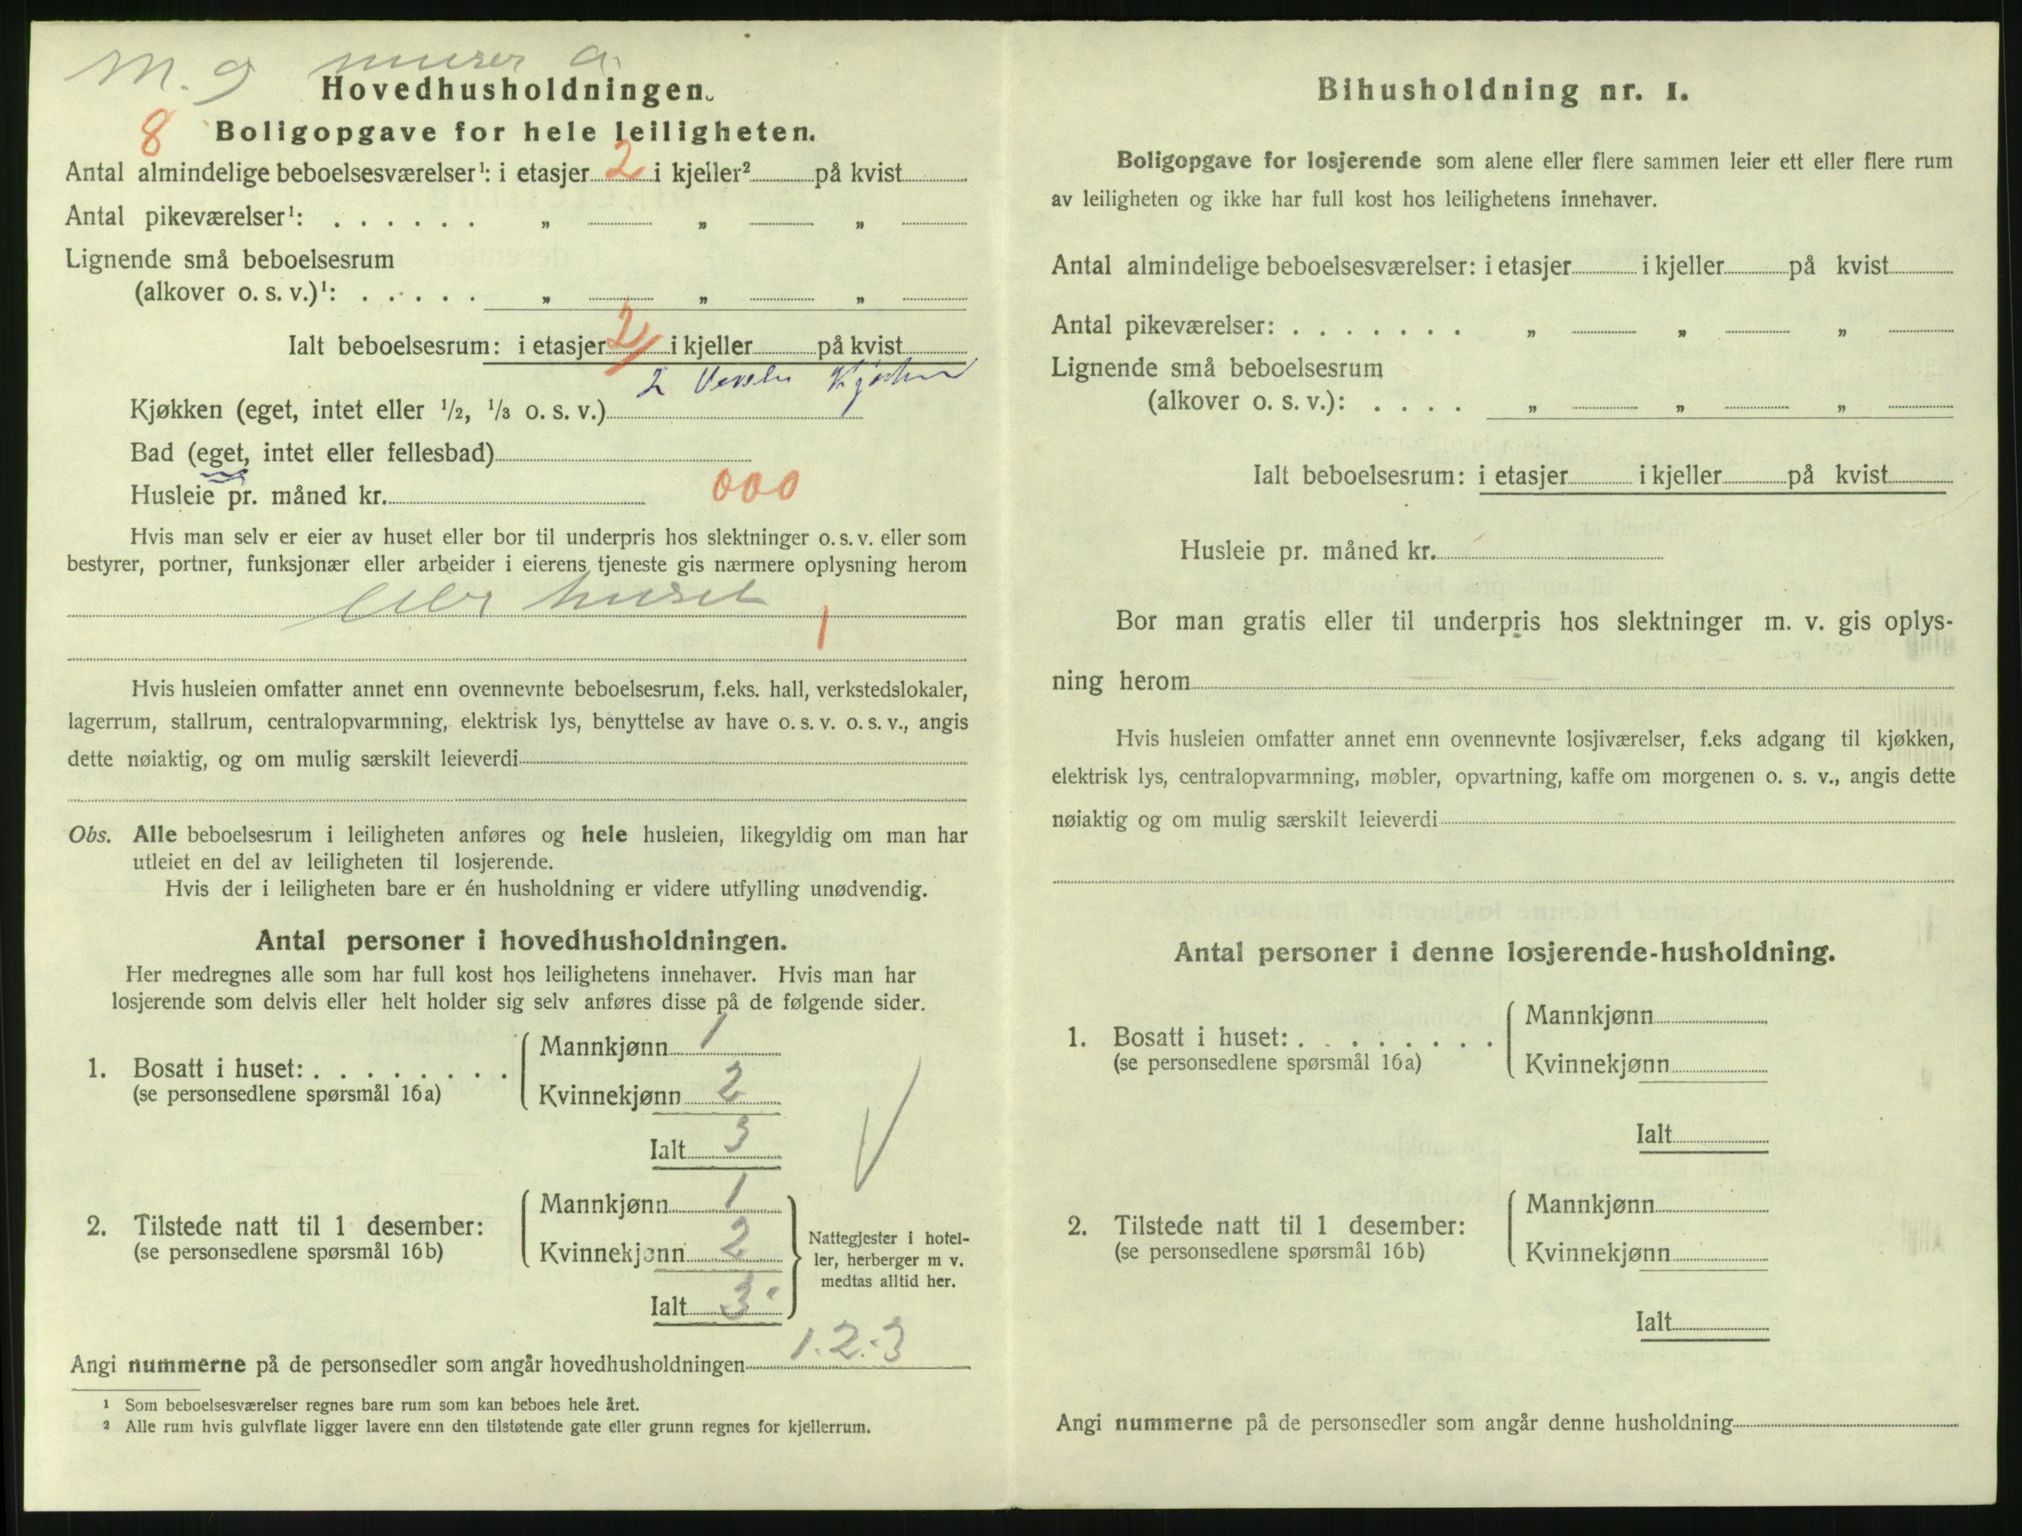 M. g murer a.
Hovedhusholdningen.
8 Boligopgave for hele leiligheten.
Antal almindelige beboelsesværelser¹: i etasjer 2 i kjeller² på kvist
Antal pikeværelser¹: . . . . . . „ „ „
Lignende små beboelsesrum
(alkover o. s. v.)¹: . . . . . „ „ „
Ialt beboelsesrum: i etasjer 2 i kjeller på kvist
2
Kjøkken (eget, intet eller 1/2, 1/3 o. s. v.)
Bad (eget, intet eller fellesbad)
Husleie pr. måned kr. 000
Hvis man selv er eier av huset eller bor til underpris hos slektninger o. s. v. eller som
bestyrer, portner, funksjonær eller arbeider i eierens tjeneste gis nærmere oplysning herom
huset
1
Hvis husleien omfatter annet enn ovennevnte beboelsesrum, f.eks. hall, verkstedslokaler,
lagerrum, stallrum, centralopvarmning, elektrisk lys, benyttelse av have o. s. v. o. s. v., angis
dette nøiaktig, og om mulig særskilt leieverdi
Obs. Alle beboelsesrum i leiligheten anføres og hele husleien, likegyldig om man har
utleiet en del av leiligheten til losjerende.
Hvis der i leiligheten bare er én husholdning er videre utfylling unødvendig.
Antal personer i hovedhusholdningen.
Her medregnes alle som har full kost hos leilighetens innehaver. Hvis man har
losjerende som delvis eller helt holder sig selv anføres disse på de følgende sider.
Mannkjønn 1
1. Bosatt i huset: . . . . . . . .
(se personsedlene spørsmål 16a)
Kvinnekjønn 2
Ialt 3
Mannkjønn 1
2. Tilstede natt til 1 desember:
(se personsedlene spørsmål 16b)
Kvinnekjønn 2
Ialt 3
Nattegjester i hotel-
ler, herberger m v.
medtas alltid her.
Angi nummerne på de personsedler som angår hovedhusholdningen 1.2.3
¹ Som beboelsesværelser regnes bare rum som kan beboes hele året.
² Alle rum hvis gulvflate ligger lavere enn den tilstøtende gate eller grunn regnes for kjellerrum.
Bihusholdning nr. 1.
Boligopgave for losjerende som alene eller flere sammen leier ett eller flere rum
av leiligheten og ikke har full kost hos leilighetens innehaver.
Antal almindelige beboelsesværelser: i etasjer i kjeller på kvist
Antal pikeværelser: . . . . . . . „ „ „
Lignende små beboelsesrum
(alkover o. s. v.): . . . . „ „ „
Ialt beboelsesrum: i etasjer i kjeller på kvist
Husleie pr. måned kr.
Bor man gratis eller til underpris hos slektninger m. v. gis oplys-
ning herom
Hvis husleien omfatter annet enn ovennevnte losjiværelser, f.eks adgang til kjøkken,
elektrisk lys, centralopvarmning, møbler, opvartning, kaffe om morgenen o. s. v., angis dette
nøiaktig og om mulig særskilt leieverdi
Antal personer i denne losjerende-husholdning.
Mannkjønn
1. Bosatt i huset: . . . . . . . .
(se personsedlene spørsmål 16a)
Kvinnekjønn
Ialt
Mannkjønn
2. Tilstede natt til 1 desember:
(se personsedlene spørsmål 16b)
Kvinnekjønn
Ialt
Angi nummerne på de personsedler som angår denne husholdning